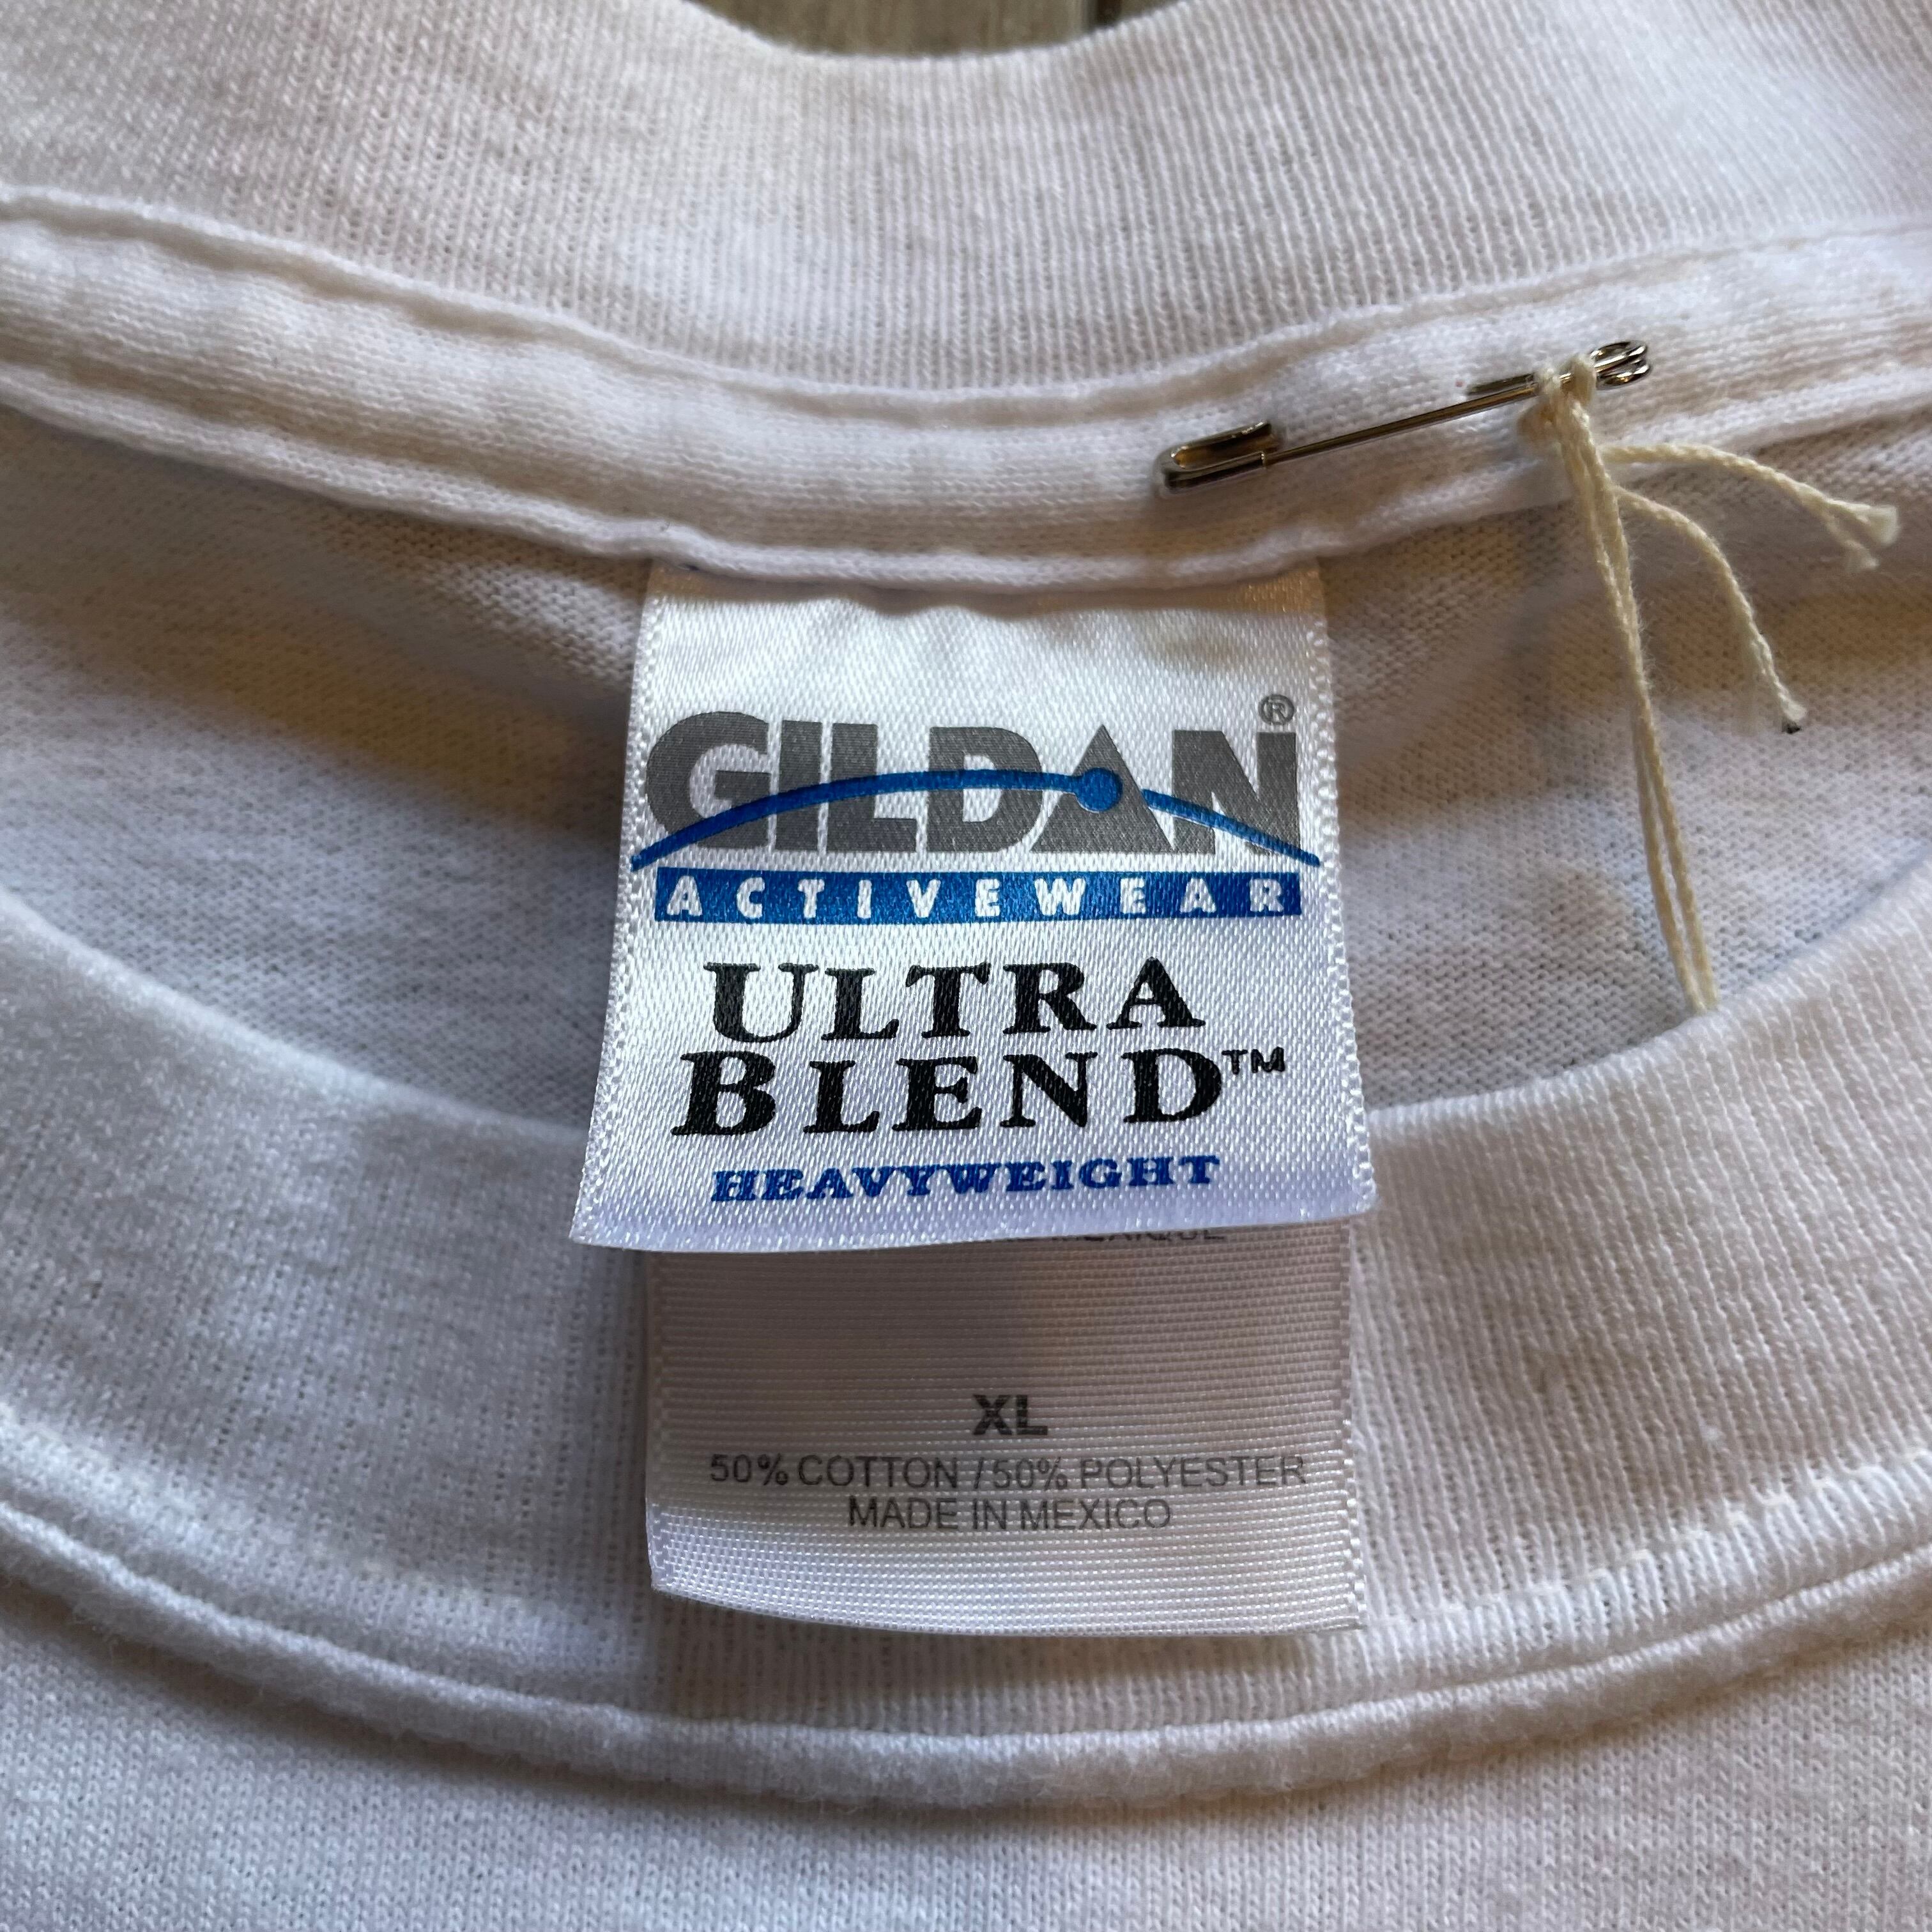 GILDAN®
ACTIVEWEAR
ULTRA
BLEND™
HEAVYWEIGHT
XL
50% COTTON / 50% POLYESTER
MADE IN MEXICO